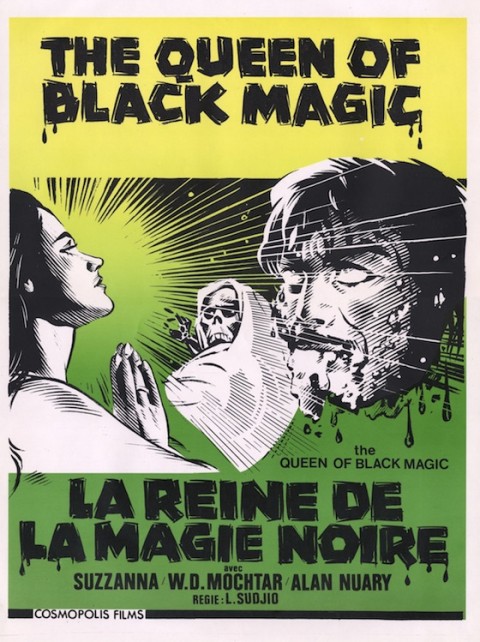 THE QUEEN OF
BLACK MAGIC
the
QUEEN OF BLACK MAGIC
LA REINE DE
LA MAGIE NOIRE
avec
SUZZANNA / W.D. MOCHTAR / ALAN NUARY
REGIE : L. SUDJIO
COSMOPOLIS FILMS